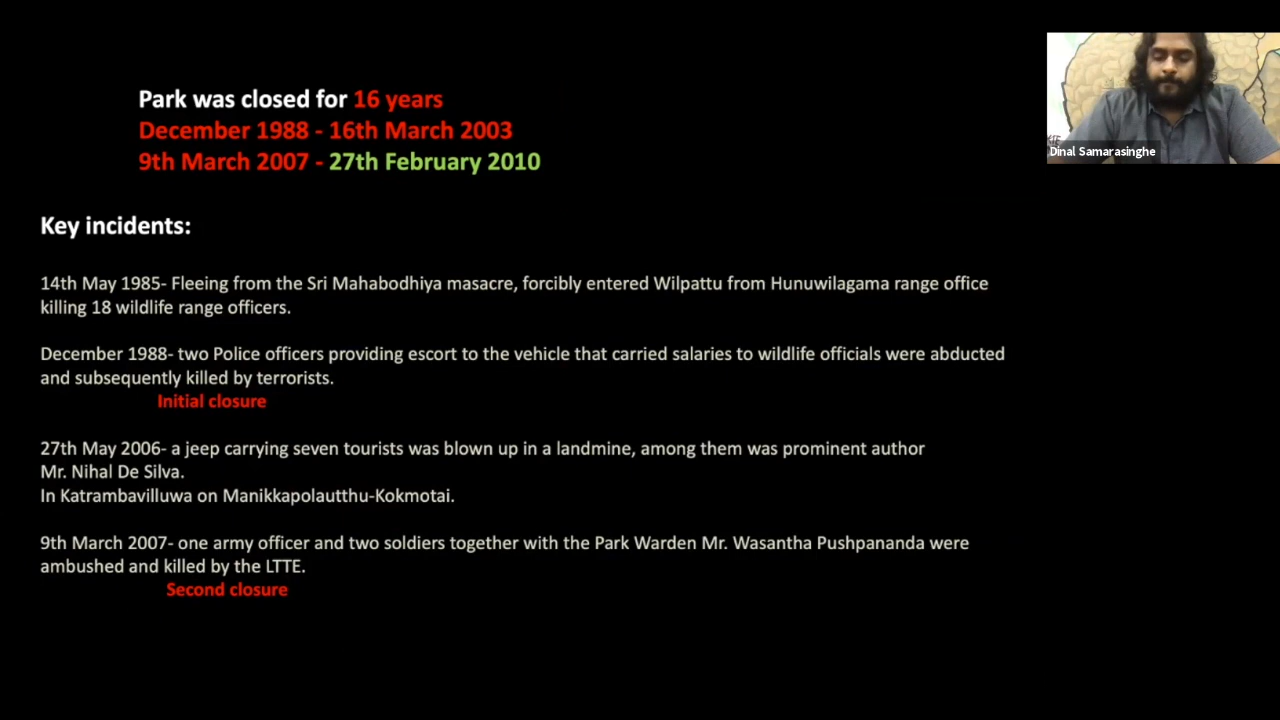 Park was closed for 16 years
December 1988 - 16th March 2003
9th March 2007 - 27th February 2010
Dinal Samarasinghe
Key incidents:
14th May 1985- Fleeing from the Sri Mahabodhiya masacre, forcibly entered Wilpattu from Hunuwilagama range office
killing 18 wildlife range officers.
December 1988- two Police officers providing escort to the vehicle that carried salaries to wildlife officials were abducted
and subsequently killed by terrorists.
Initial closure
27th May 2006- a jeep carrying seven tourists was blown up in a landmine, among them was prominent author
Mr. Nihal De Silva.
In Katrambavilluwa on Manikkapolautthu-Kokmotai.
9th March 2007- one army officer and two soldiers together with the Park Warden Mr. Wasantha Pushpananda were
ambushed and killed by the LTTE.
Second closure